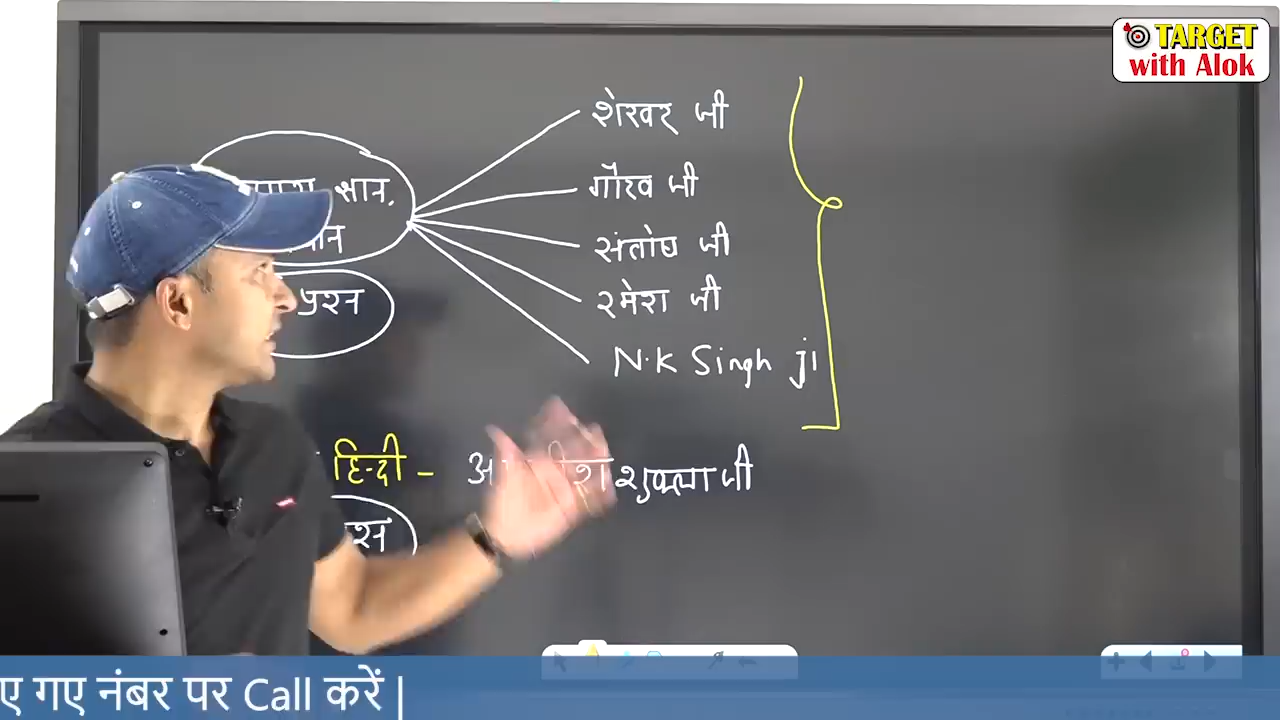 TARGET
with Alok
शेखर जी
गौरव जी
संतोष जी
रमेश जी
N.K Singh ji
प्रश्न
हिन्दी -
शुक्ला जी
ए गए नंबर पर Call करें |